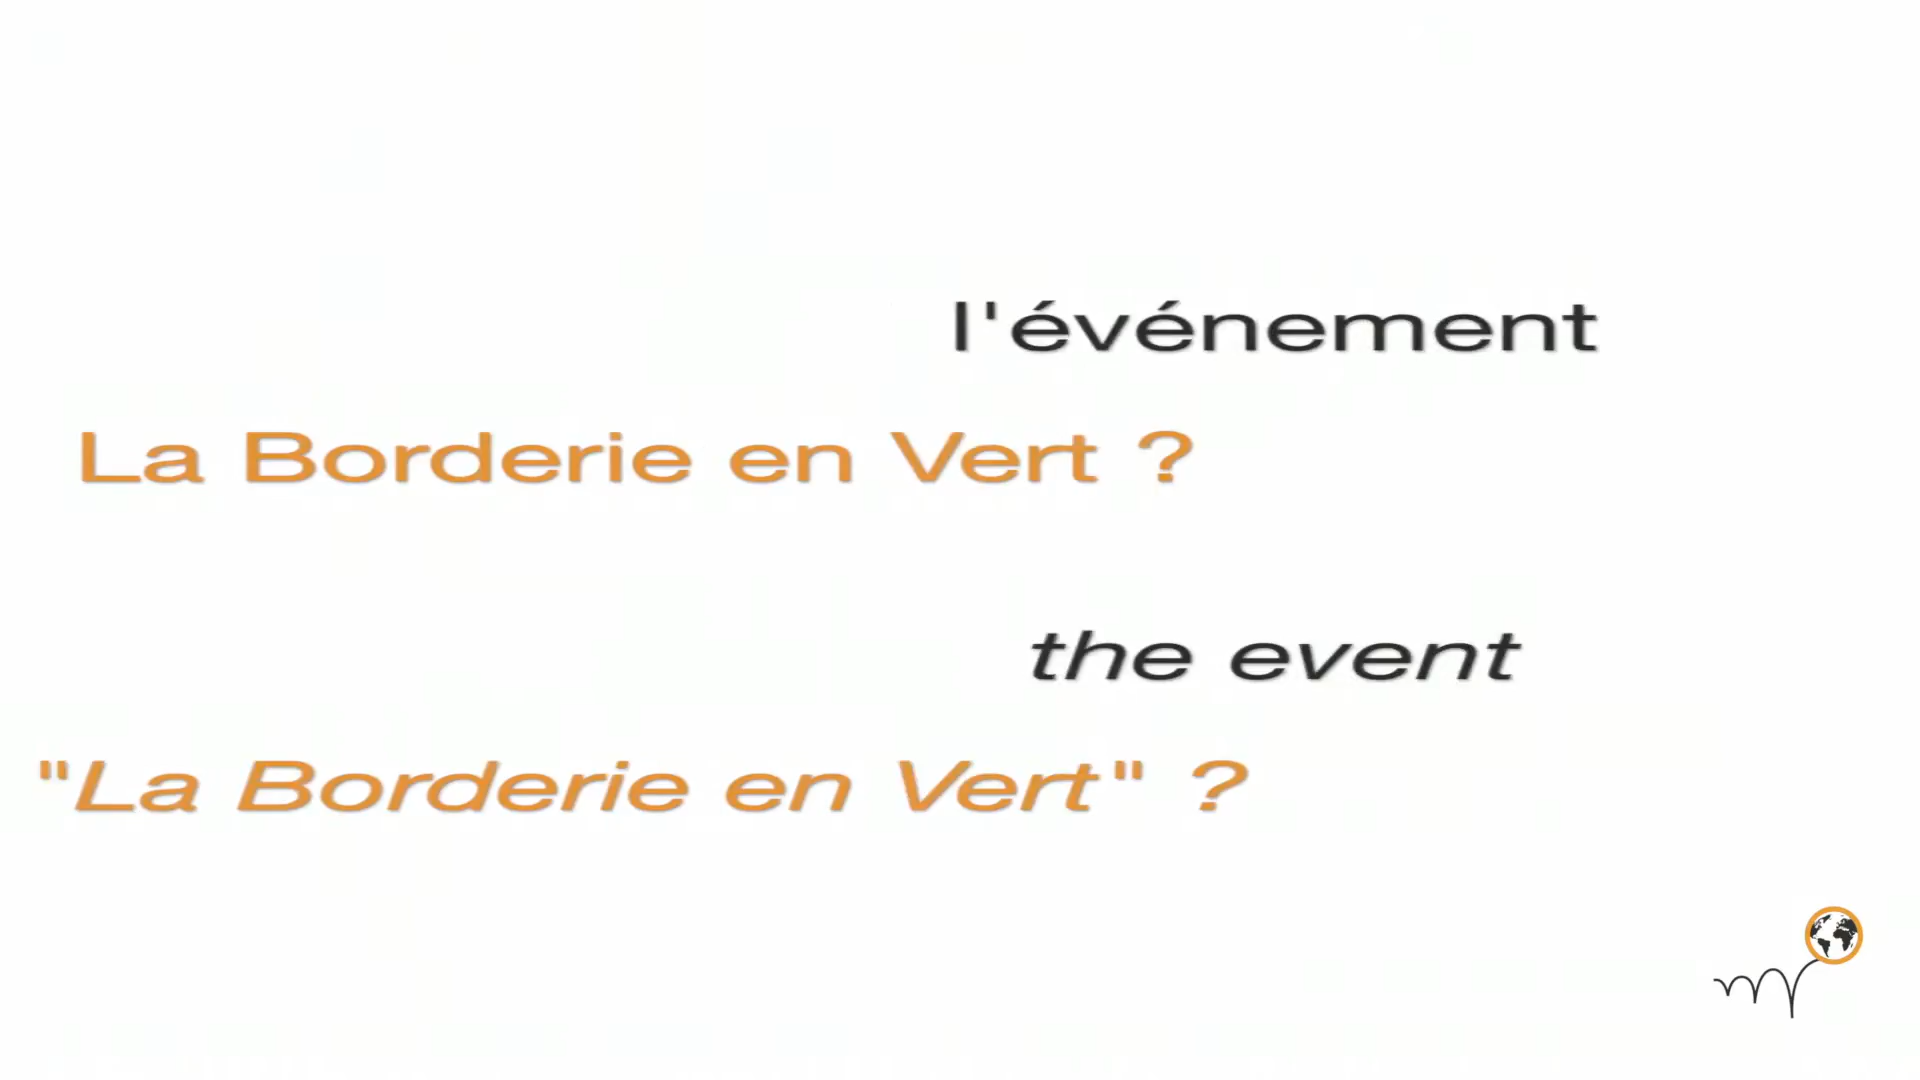 l'événement
La Borderie en Vert ?
the event
"La Borderie en Vert" ?